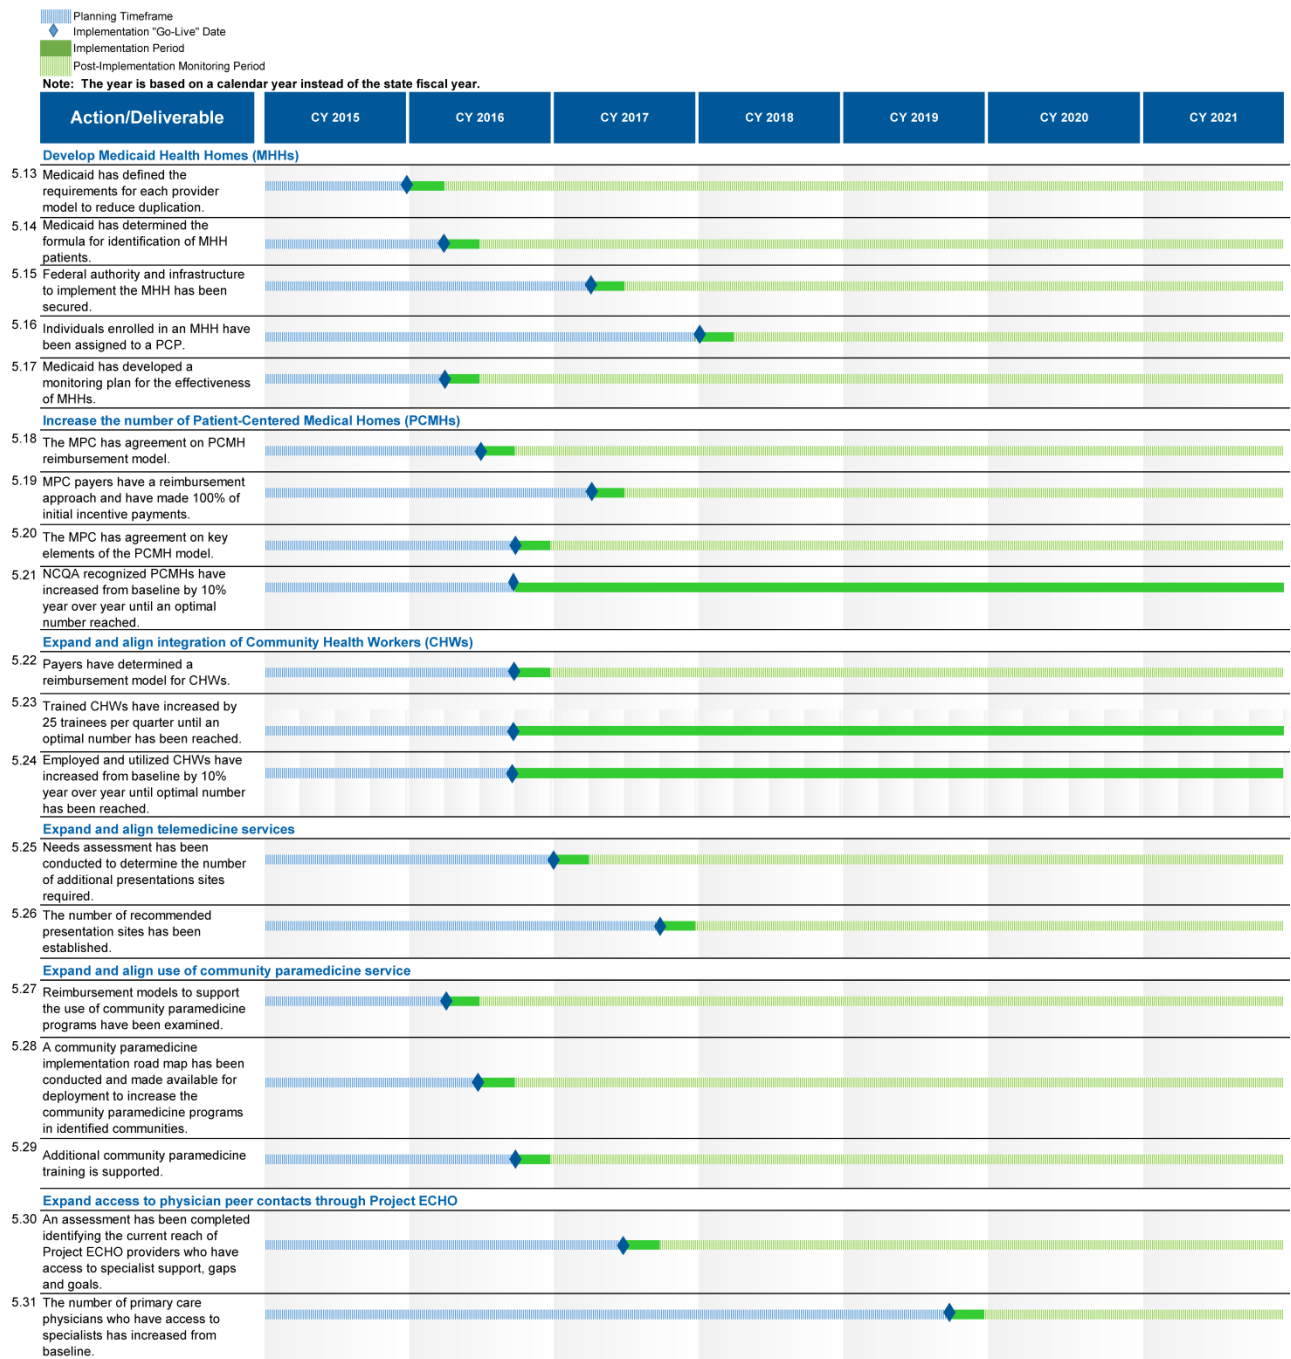 Planning Timeframe
Implementation "Go-Live" Date
Implementation Period
Post-Implementation Monitoring Period
Note: The year is based on a calendar year instead of the state fiscal year.
Action/Deliverable CY 2015 CY 2016 CY 2017 CY 2018 CY 2019 CY 2020 CY 2021
Develop Medicaid Health Homes (MHHs)
5.13 Medicaid has defined the
requirements for each provider
model to reduce duplication.
5.14 Medicaid has determined the
formula for identification of MHH
patients.
5.15 Federal authority and infrastructure
to implement the MHH has been
secured.
5.16 Individuals enrolled in an MHH have
been assigned to a PCP.
5.17 Medicaid has developed a
monitoring plan for the effectiveness
of MHHs.
Increase the number of Patient-Centered Medical Homes (PCMHs)
5.18 The MPC has agreement on PCMH
reimbursement model.
5.19 MPC payers have a reimbursement
approach and have made 100% of
initial incentive payments.
5.20 The MPC has agreement on key
elements of the PCMH model.
5.21 NCQA recognized PCMHs have
increased from baseline by 10%
year over year until an optimal
number reached.
Expand and align integration of Community Health Workers (CHWs)
5.22 Payers have determined a
reimbursement model for CHWs.
5.23 Trained CHWs have increased by
25 trainees per quarter until an
optimal number has been reached.
5.24 Employed and utilized CHWs have
increased from baseline by 10%
year over year until optimal number
has been reached.
Expand and align telemedicine services
5.25 Needs assessment has been
conducted to determine the number
of additional presentations sites
required.
5.26 The number of recommended
presentation sites has been
established.
Expand and align use of community paramedicine service
5.27 Reimbursement models to support
the use of community paramedicine
programs have been examined.
5.28 A community paramedicine
implementation road map has been
conducted and made available for
deployment to increase the
community paramedicine programs
in identified communities.
5.29 Additional community paramedicine
training is supported.
Expand access to physician peer contacts through Project ECHO
5.30 An assessment has been completed
identifying the current reach of
Project ECHO providers who have
access to specialist support, gaps
and goals.
5.31 The number of primary care
physicians who have access to
specialists has increased from
baseline.